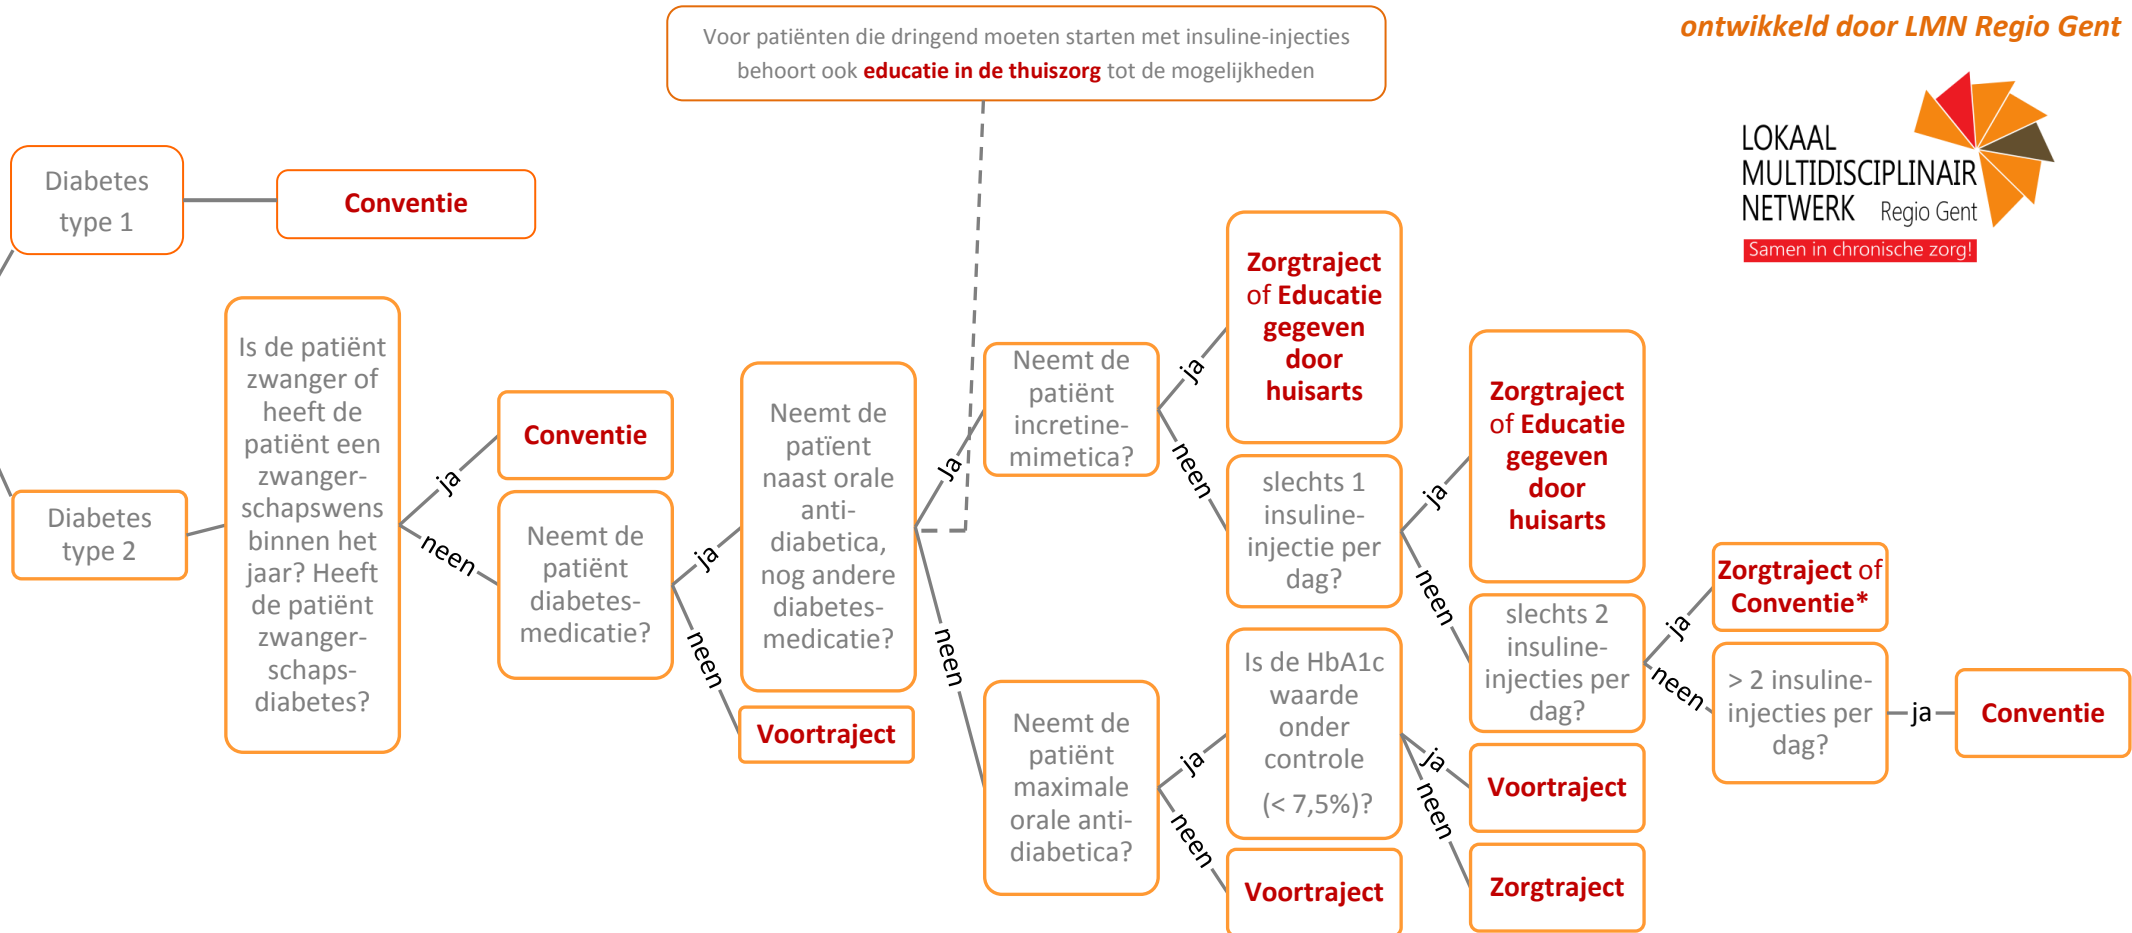 Voor patiënten die dringend moeten starten met insuline-injecties
behoort ook educatie in de thuiszorg tot de mogelijkheden
ontwikkeld door LMN Regio Gent
LOKAAL
MULTIDISCIPLINAIR
NETWERK Regio Gent
Samen in chronische zorg!
Diabetes
type 1
Conventie
Diabetes
type 2
Is de patiënt
zwanger of
heeft de
patiënt een
zwanger-
schapswens
binnen het
jaar? Heeft
de patiënt
zwanger-
schaps-
diabetes?
ja
neen
Conventie
Neemt de
patiënt
diabetes-
medicatie?
ja
neen
Neemt de
patïent
naast orale
anti-
diabetica,
nog andere
diabetes-
medicatie?
Voortraject
Ja
neen
Neemt de
patiënt
incretine-
mimetica?
ja
neen
Zorgtraject
of Educatie
gegeven
door
huisarts
slechts 1
insuline-
injectie per
dag?
ja
neen
Zorgtraject
of Educatie
gegeven
door
huisarts
slechts 2
insuline-
injecties per
dag?
ja
neen
Zorgtraject of
Conventie*
> 2 insuline-
injecties per
dag?
ja
Conventie
Neemt de
patiënt
maximale
orale anti-
diabetica?
ja
neen
Is de HbA1c
waarde
onder
controle
(< 7,5%)?
ja
neen
Voortraject
Zorgtraject
Voortraject